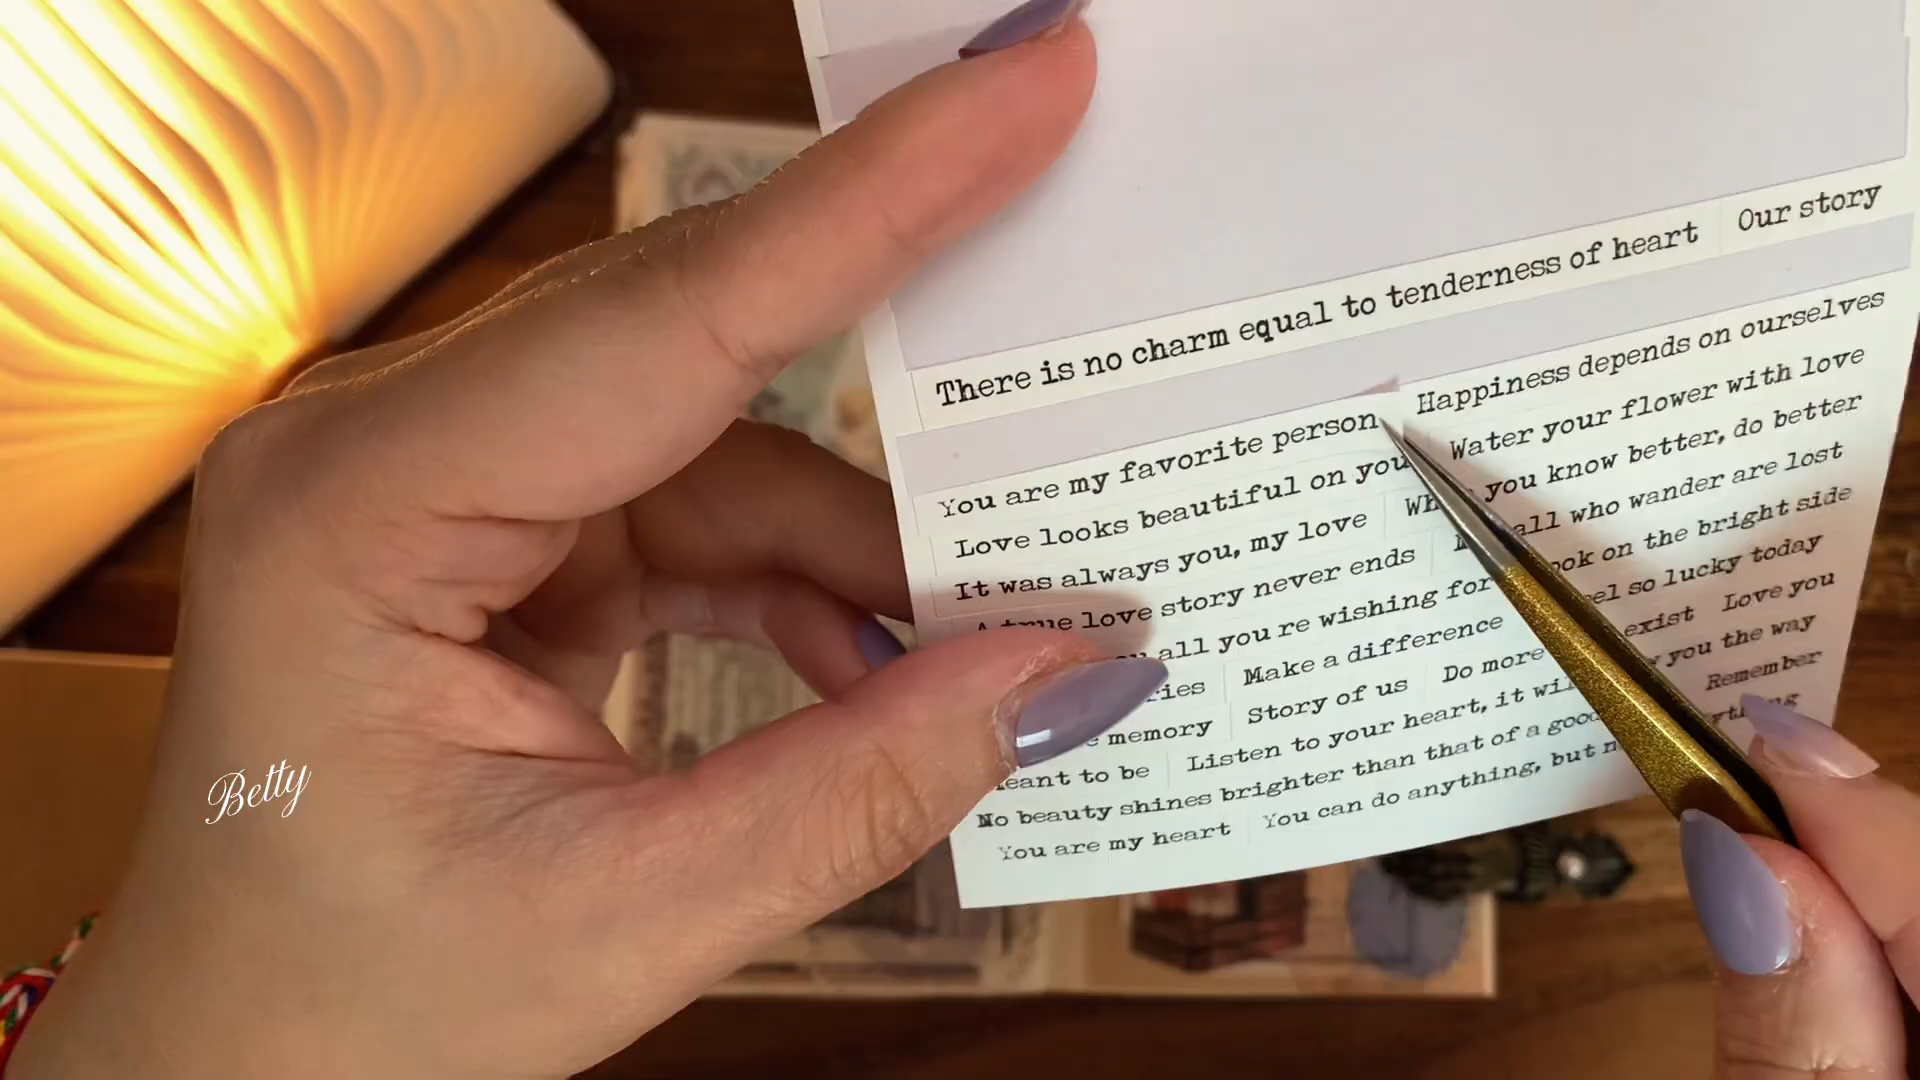 There is no charm equal to tenderness of heart Our story
You are my favorite person Happiness depends on ourselves
Love looks beautiful on you Water your flower with love
It was always you, my love you know better, do better
love story never ends all who wander are lost
all you re wishing for on the bright side
Make a difference so lucky today
memory Story of us Do more exist Love you
to be Listen to your heart, it you the way
No beauty shines brighter than that of a good Remember
You are my heart You can do anything, but
Betty